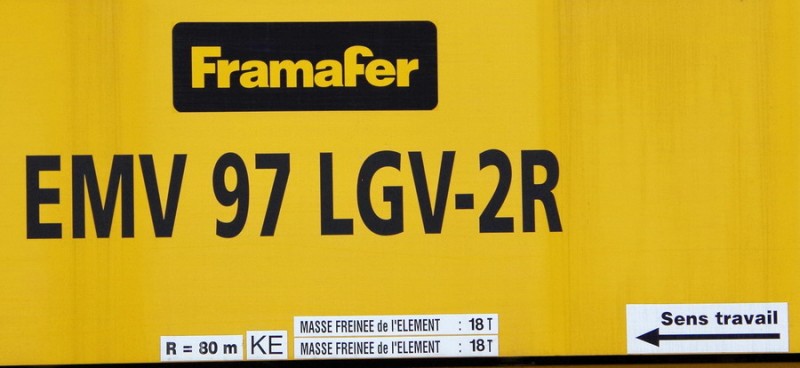 Framafer
EMV 97 LGV-2R
Sens travail
MASSE FREINEE de l'ELEMENT : 18 T
R = 80 m KE MASSE FREINEE de l'ELEMENT : 18 T